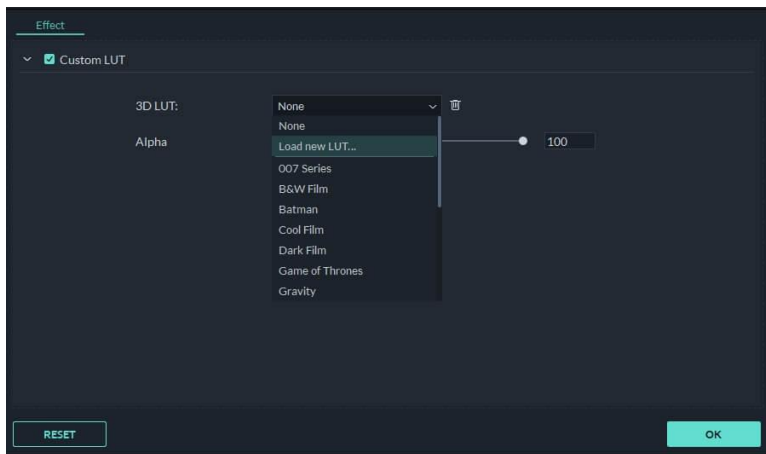 Effect
Custom LUT
3D LUT:
None
None
Load new LUT...
Alpha
100
007 Series
B&W Film
Batman
Cool Film
Dark Film
Game of Thrones
Gravity
RESET
OK